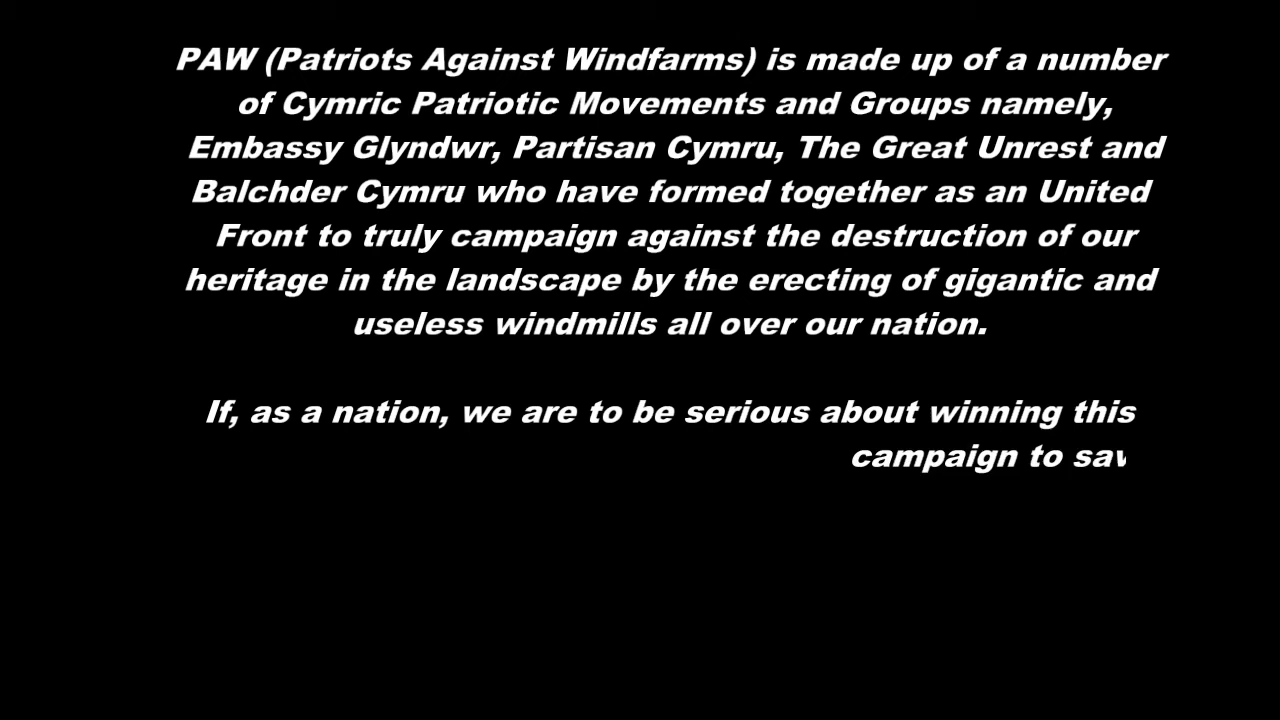 PAW (Patriots Against Windfarms) is made up of a number
of Cymric Patriotic Movements and Groups namely,
Embassy Glyndwr, Partisan Cymru, The Great Unrest and
Balchder Cymru who have formed together as an United
Front to truly campaign against the destruction of our
heritage in the landscape by the erecting of gigantic and
useless windmills all over our nation.
If, as a nation, we are to be serious about winning this
campaign to